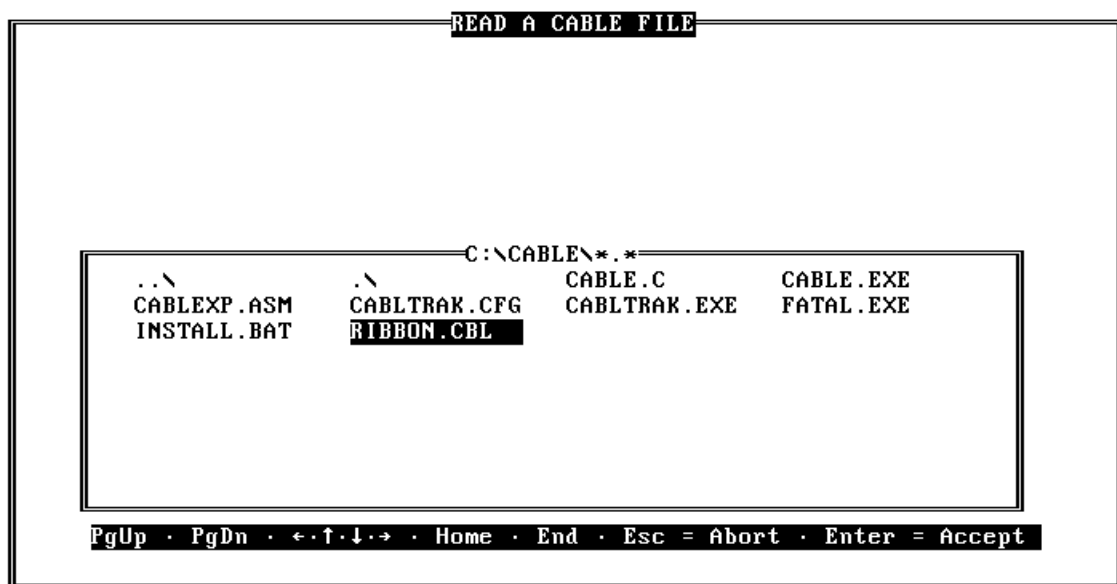 READ A CABLE FILE
C:\CABLE\*.*
..\ .\ CABLE.C CABLE.EXE
CABLEXP.ASM CABLTRAK.CFG CABLTRAK.EXE FATAL.EXE
INSTALL.BAT RIBBON.CBL
PgUp · PgDn · ←·↑·↓·→ · Home · End · Esc = Abort · Enter = Accept